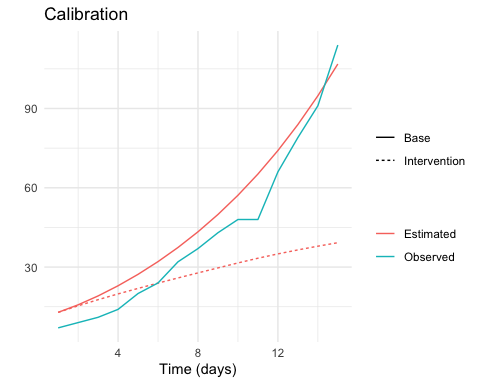 Calibration
90
60
30
4 8 12
Time (days)
Base
Intervention
Estimated
Observed